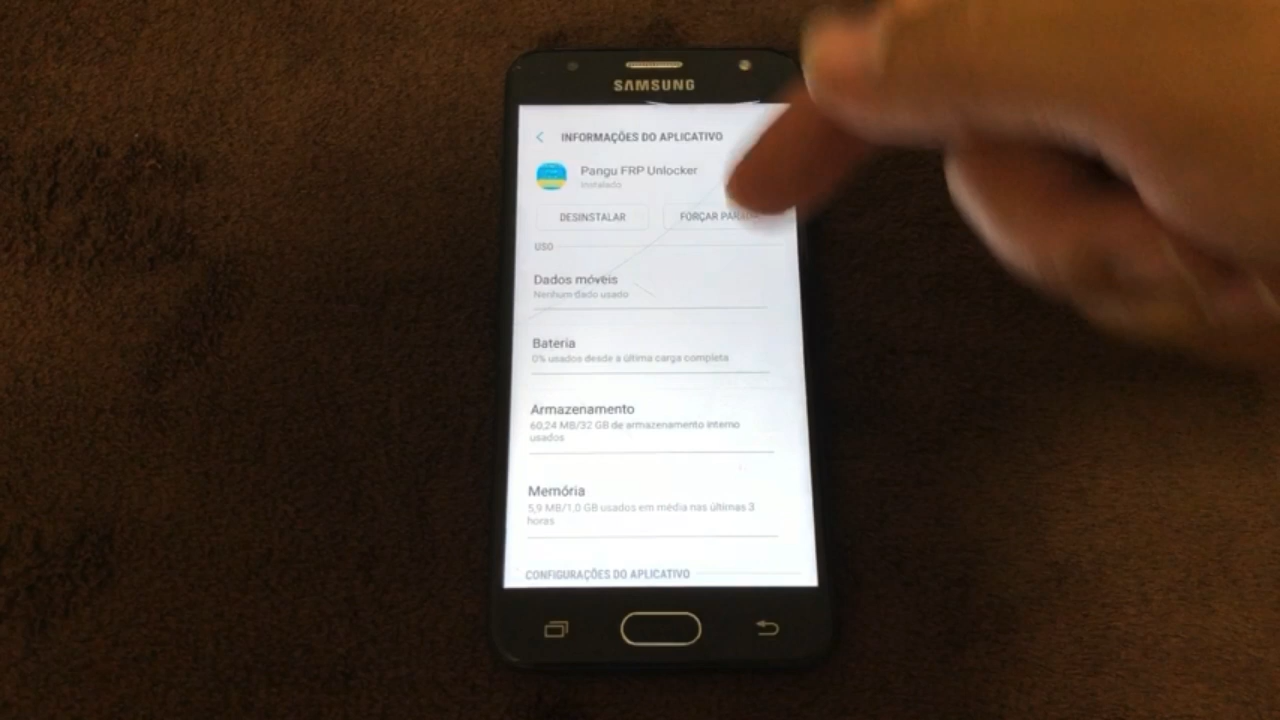 SAMSUNG
INFORMAÇÕES DO APLICATIVO
Pangu FRP Unlocker
Instalado
DESINSTALAR
FORÇAR PARADA
USO
Dados móveis
Nenhum dado usado
Bateria
0% usados desde a última carga completa
Armazenamento
60,24 MB/32 GB de armazenamento interno
usados
Memória
5,9 MB/1,0 GB usados em média nas últimas 3
horas
CONFIGURAÇÕES DO APLICATIVO